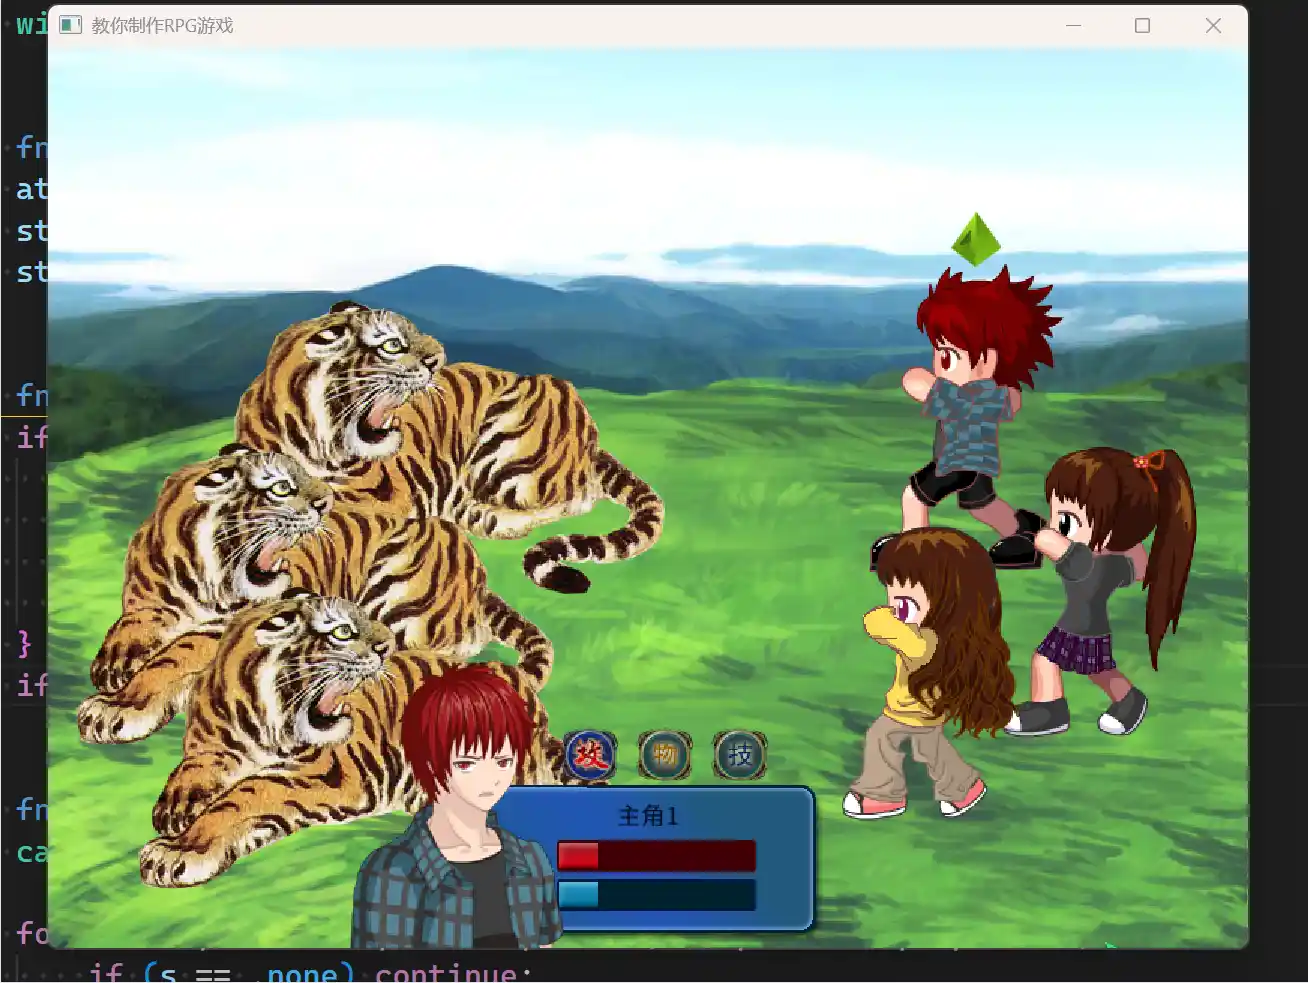 wi
教你制作RPG游戏
fn
at
st
st
fn
if
}
if
攻 物 技
主角1
fn
ca
fo
if (s == .none) continue;